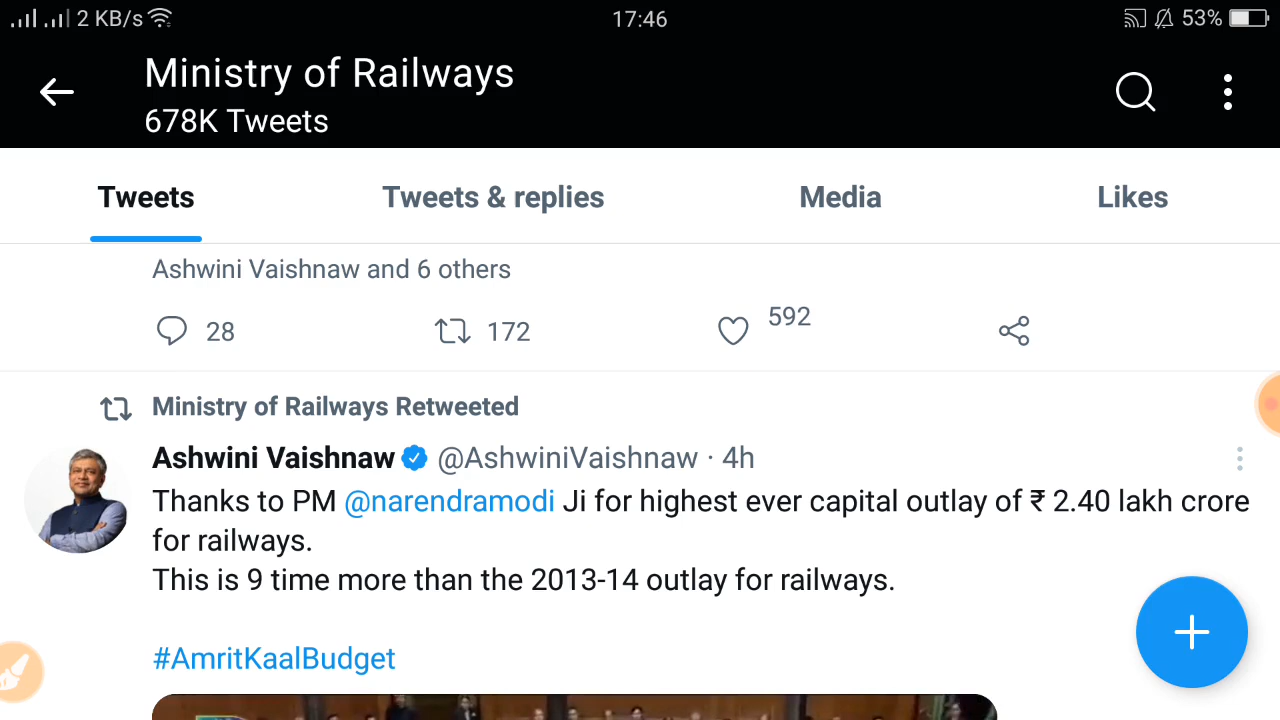 2 KB/s 17:46 53%
Ministry of Railways
678K Tweets
Tweets Tweets & replies Media Likes
Ashwini Vaishnaw and 6 others
28 172 592
Ministry of Railways Retweeted
Ashwini Vaishnaw @AshwiniVaishnaw · 4h
Thanks to PM @narendramodi Ji for highest ever capital outlay of ₹ 2.40 lakh crore
for railways.
This is 9 time more than the 2013-14 outlay for railways.
#AmritKaalBudget